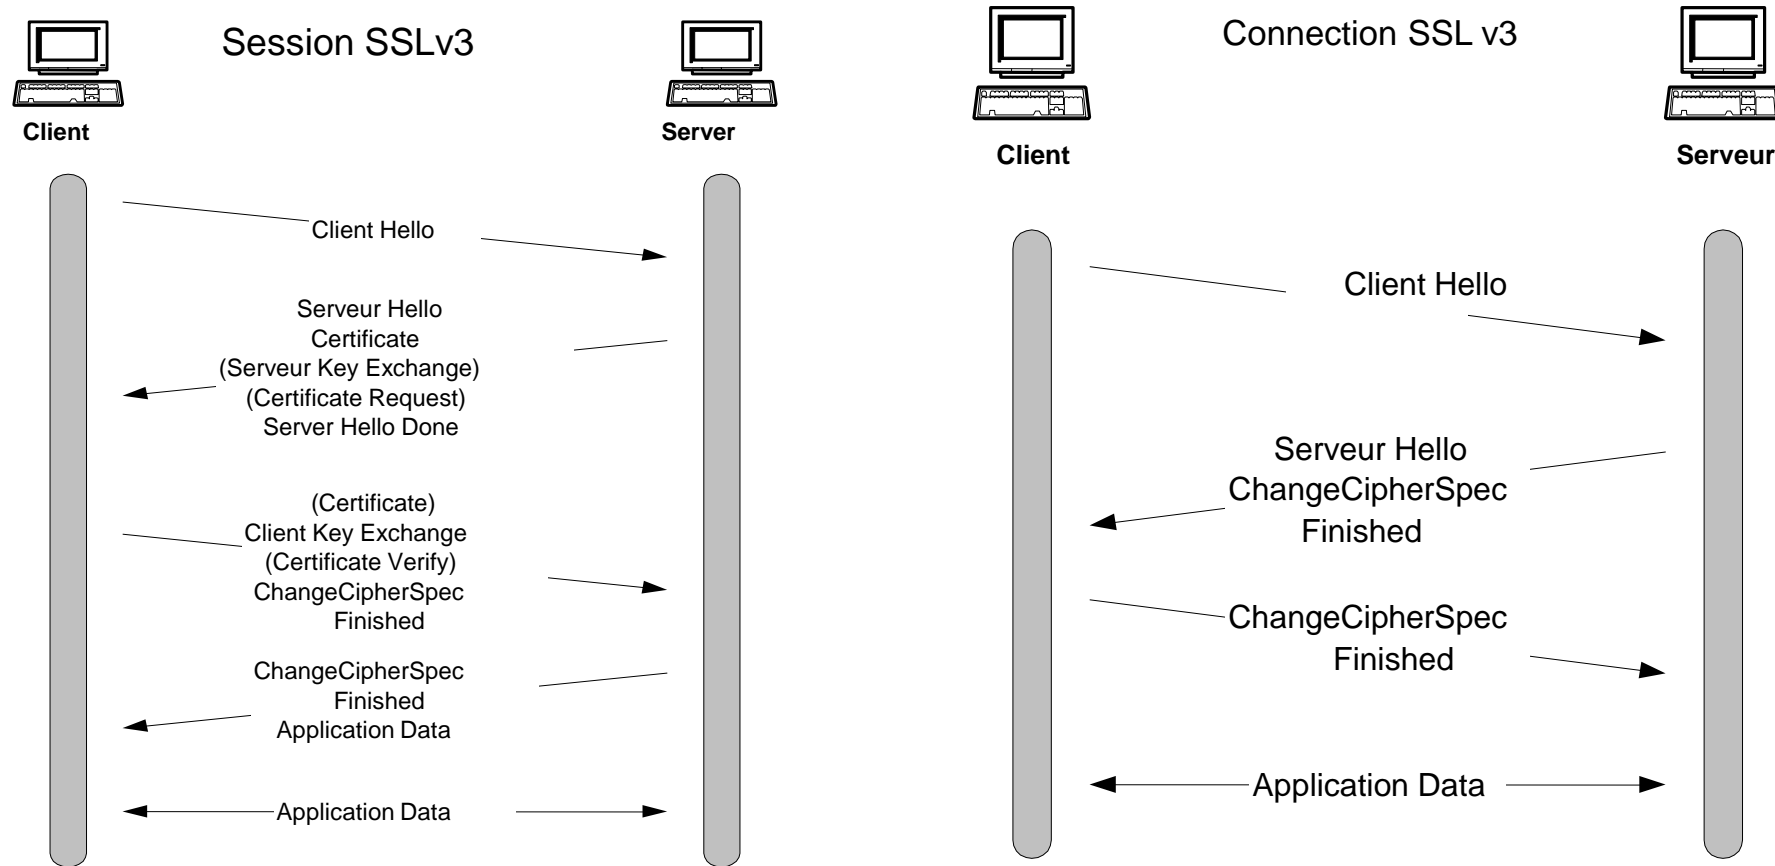 Session SSLv3
Client
Server
Client Hello
Serveur Hello
Certificate
(Serveur Key Exchange)
(Certificate Request)
Server Hello Done
(Certificate)
Client Key Exchange
(Certificate Verify)
ChangeCipherSpec
Finished
ChangeCipherSpec
Finished
Application Data
Application Data
Connection SSL v3
Client
Serveur
Client Hello
Serveur Hello
ChangeCipherSpec
Finished
ChangeCipherSpec
Finished
Application Data